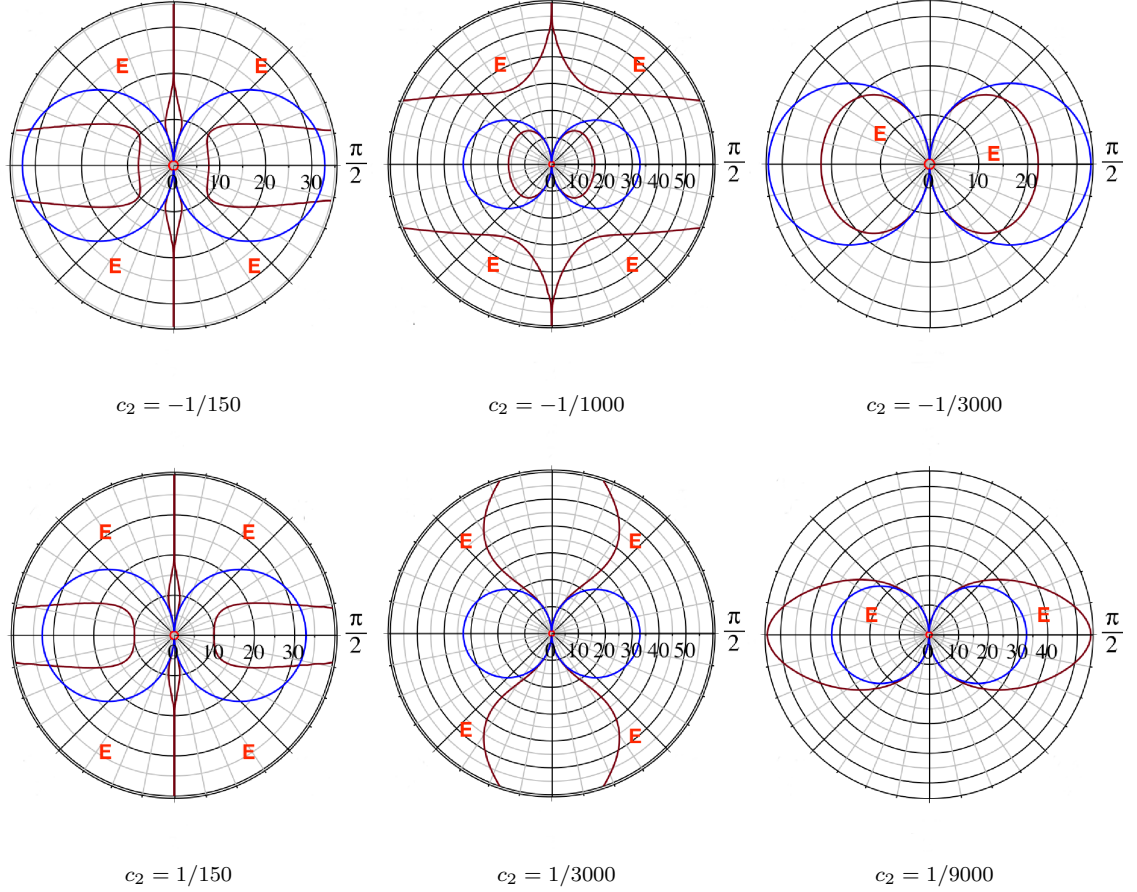 E E E E π/2
0 10 20 30
E E E E π/2
0 10 20 30 40 50
E E π/2
0 10 20
c₂ = −1/150 c₂ = −1/1000 c₂ = −1/3000
E E E E π/2
0 10 20 30
E E E E π/2
0 10 20 30 40 50
E E π/2
0 10 20 30 40
c₂ = 1/150 c₂ = 1/3000 c₂ = 1/9000